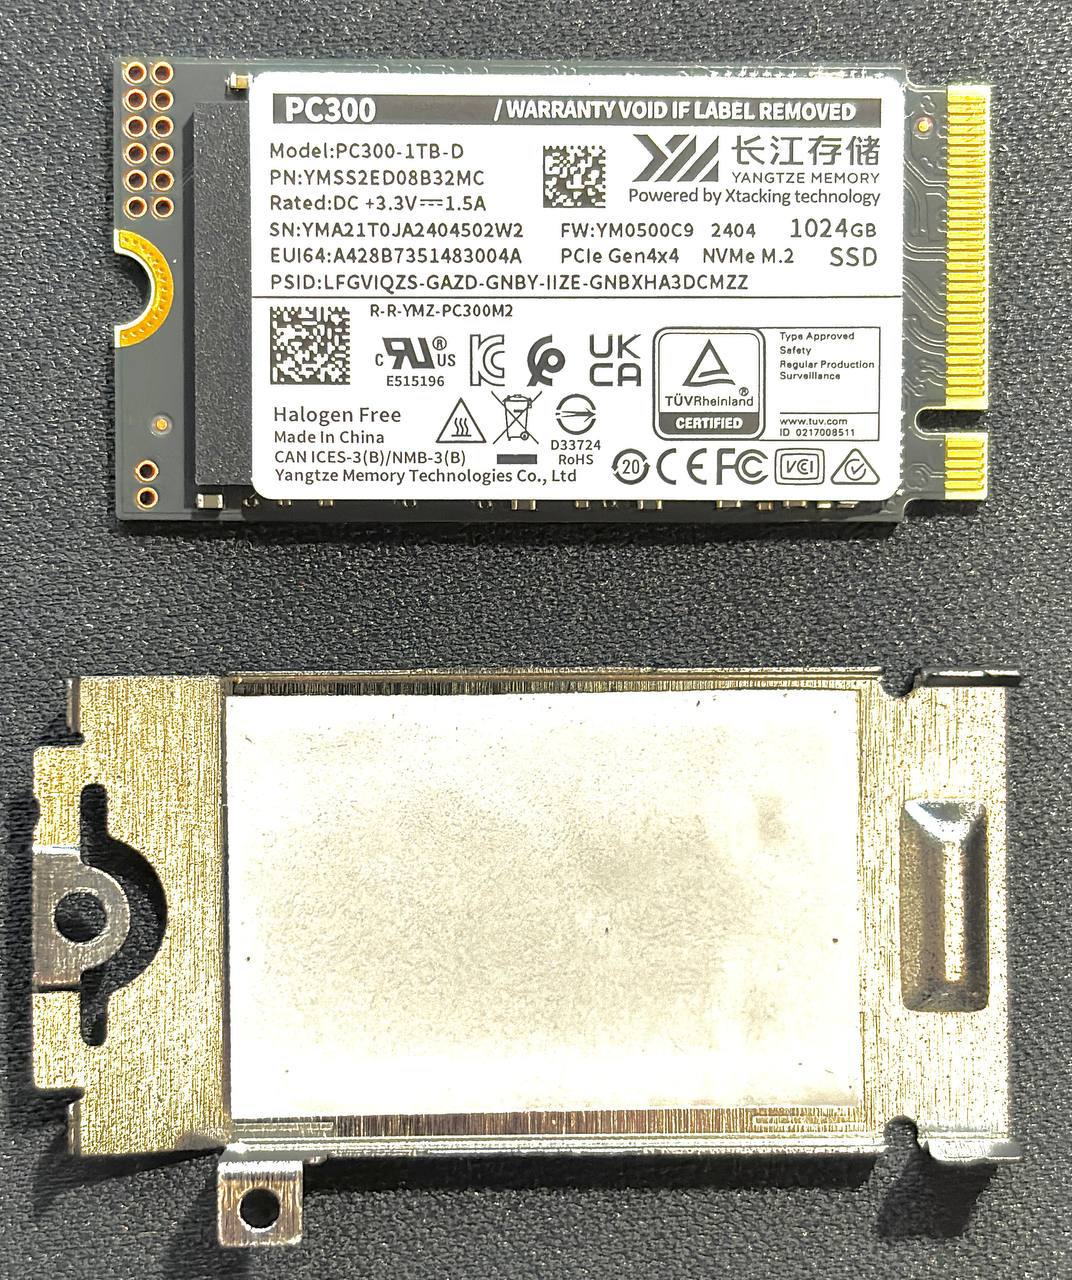 PC300 / WARRANTY VOID IF LABEL REMOVED
Model:PC300-1TB-D
PN:YMSS2ED08B32MC
Rated:DC +3.3V⎓1.5A
长江存储
YANGTZE MEMORY
Powered by Xtacking technology
SN:YMA21T0JA2404502W2 FW:YM0500C9 2404 1024GB
EUI64:A428B7351483004A PCIe Gen4x4 NVMe M.2 SSD
PSID:LFGVIQZS-GAZD-GNBY-IIZE-GNBXHA3DCMZZ
R-R-YMZ-PC300M2
c RU ® US
E515196
UK
CA
TÜVRheinland ®
CERTIFIED
Type Approved
Safety
Regular Production
Surveillance
www.tuv.com
ID 0217008511
Halogen Free
Made In China
CAN ICES-3(B)/NMB-3(B)
Yangtze Memory Technologies Co., Ltd
D33724
RoHS
20 CE FC VCI